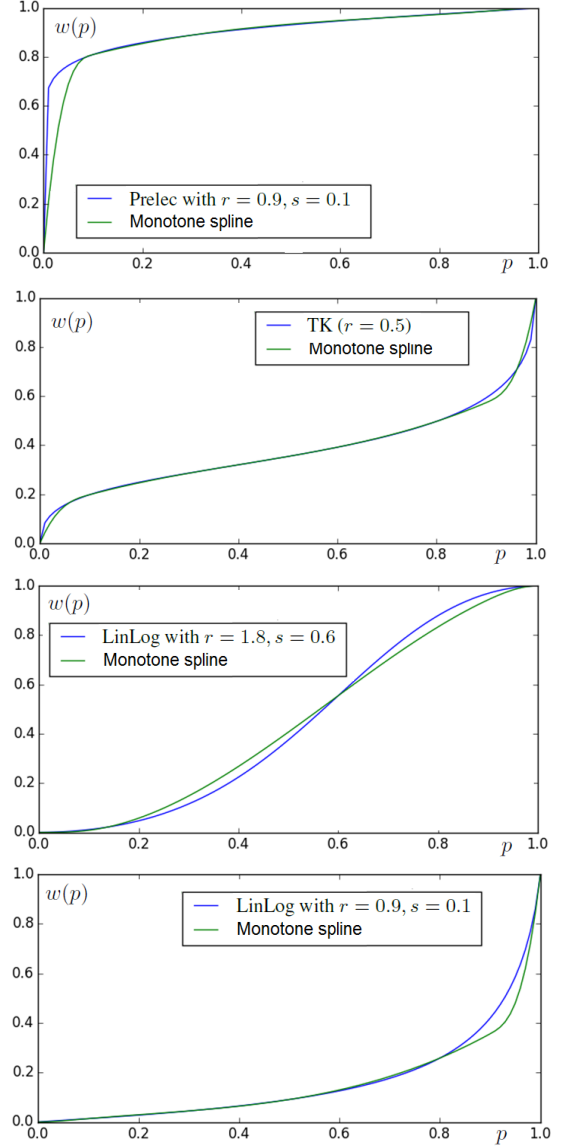 w(p)
1.0
0.8
0.6
0.4
0.2
0.0
Prelec with r = 0.9, s = 0.1
Monotone spline
0.0 0.2 0.4 0.6 0.8 1.0
p
1.0
w(p)
0.8
0.6
0.4
0.2
0.0
TK (r = 0.5)
Monotone spline
0.0 0.2 0.4 0.6 0.8 1.0
p
1.0
w(p)
0.8
0.6
0.4
0.2
0.0
LinLog with r = 1.8, s = 0.6
Monotone spline
0.0 0.2 0.4 0.6 0.8 1.0
p
1.0
w(p)
0.8
0.6
0.4
0.2
0.0
LinLog with r = 0.9, s = 0.1
Monotone spline
0.0 0.2 0.4 0.6 0.8 1.0
p